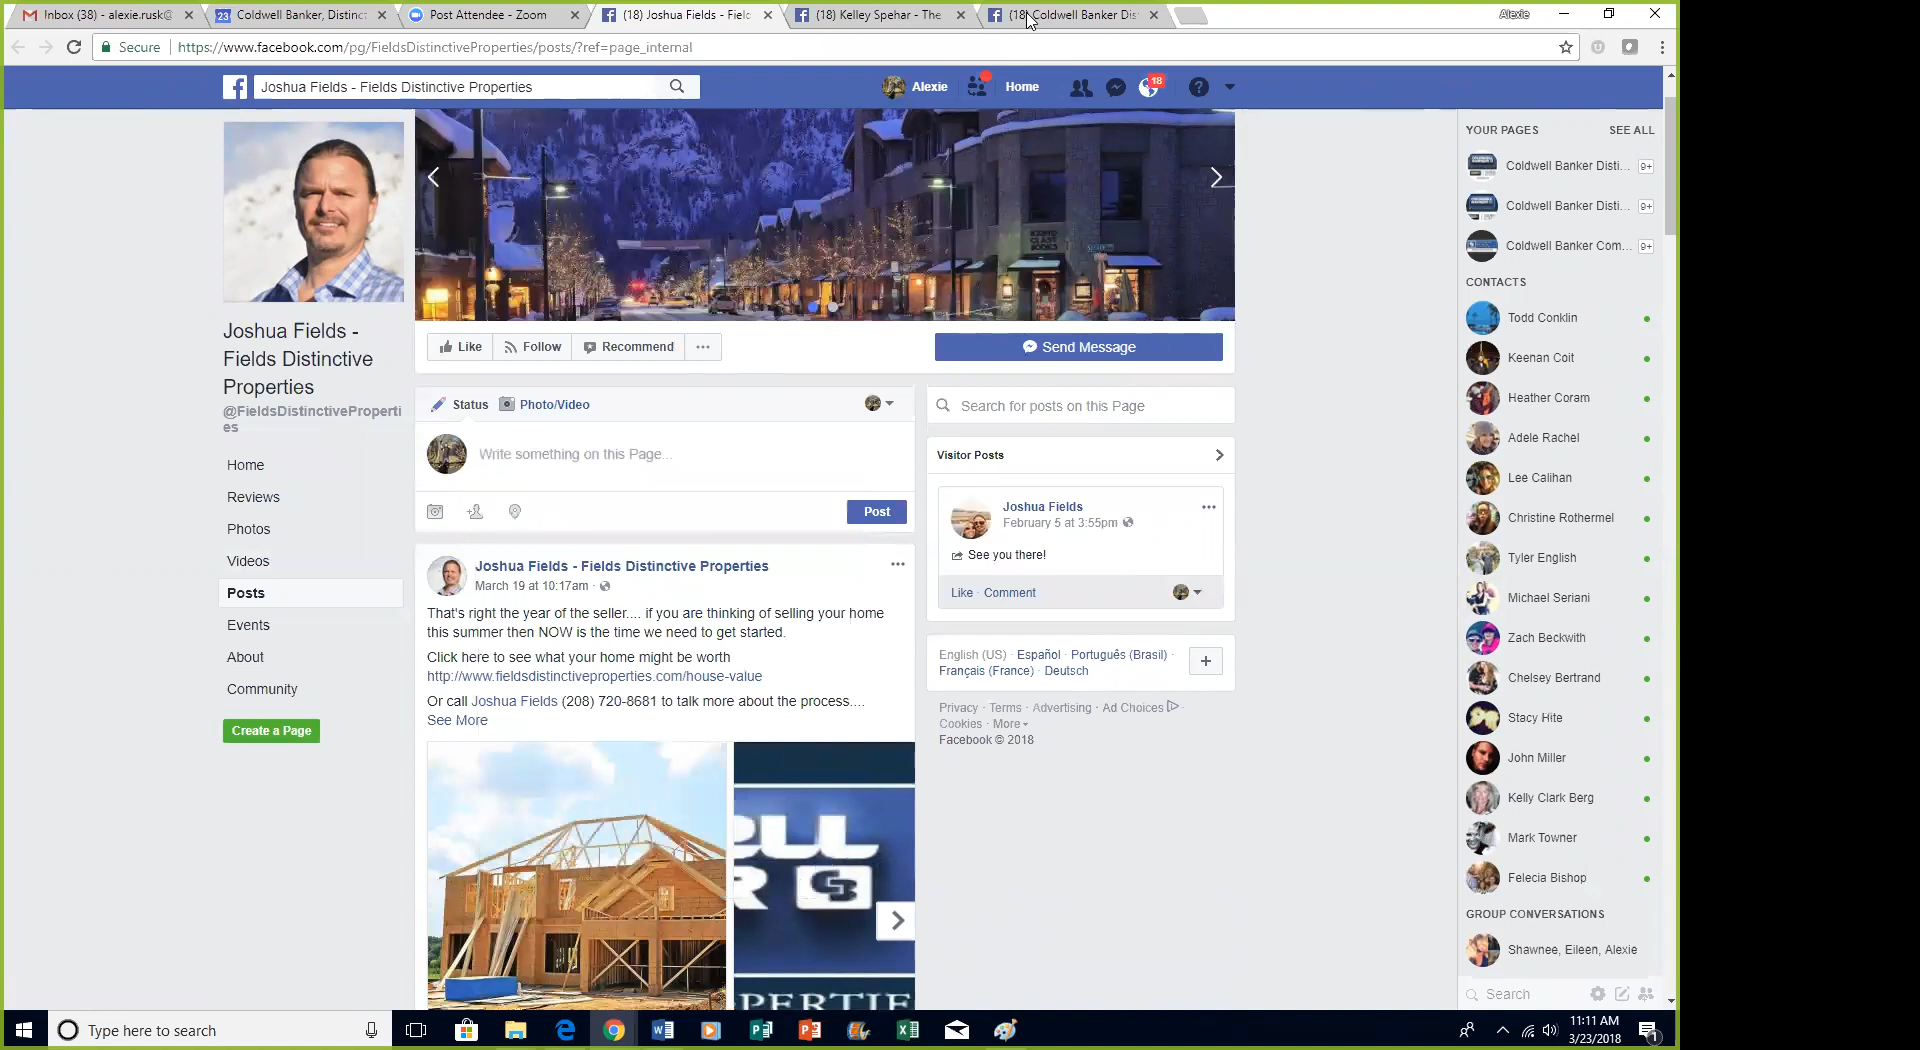 Inbox (38) - alexie.rusk@
Coldwell Banker, Distinct
Post Attendee - Zoom
(18) Joshua Fields - Field
(18) Kelley Spehar - The
(18) Coldwell Banker Dis
Alexie
Secure
https://www.facebook.com/pg/FieldsDistinctiveProperties/posts/?ref=page_internal
Joshua Fields - Fields Distinctive Properties
Alexie
Home
18
Joshua Fields -
Fields Distinctive
Properties
@FieldsDistinctiveProperti
es
Home
Reviews
Photos
Videos
Posts
Events
About
Community
Create a Page
Like
Follow
Recommend
Send Message
Status
Photo/Video
Write something on this Page...
Post
Joshua Fields - Fields Distinctive Properties
March 19 at 10:17am ·
That's right the year of the seller.... if you are thinking of selling your home
this summer then NOW is the time we need to get started.
Click here to see what your home might be worth
http://www.fieldsdistinctiveproperties.com/house-value
Or call Joshua Fields (208) 720-8681 to talk more about the process....
See More
Search for posts on this Page
Visitor Posts
Joshua Fields
February 5 at 3:55pm
See you there!
Like · Comment
English (US) · Español · Português (Brasil) ·
Français (France) · Deutsch
Privacy · Terms · Advertising · Ad Choices ·
Cookies · More
Facebook © 2018
YOUR PAGES
SEE ALL
Coldwell Banker Disti...
9+
Coldwell Banker Disti...
9+
Coldwell Banker Com...
9+
CONTACTS
Todd Conklin
Keenan Coit
Heather Coram
Adele Rachel
Lee Calihan
Christine Rothermel
Tyler English
Michael Seriani
Zach Beckwith
Chelsey Bertrand
Stacy Hite
John Miller
Kelly Clark Berg
Mark Towner
Felecia Bishop
GROUP CONVERSATIONS
Shawnee, Eileen, Alexie
Search
Type here to search
11:11 AM
3/23/2018
1